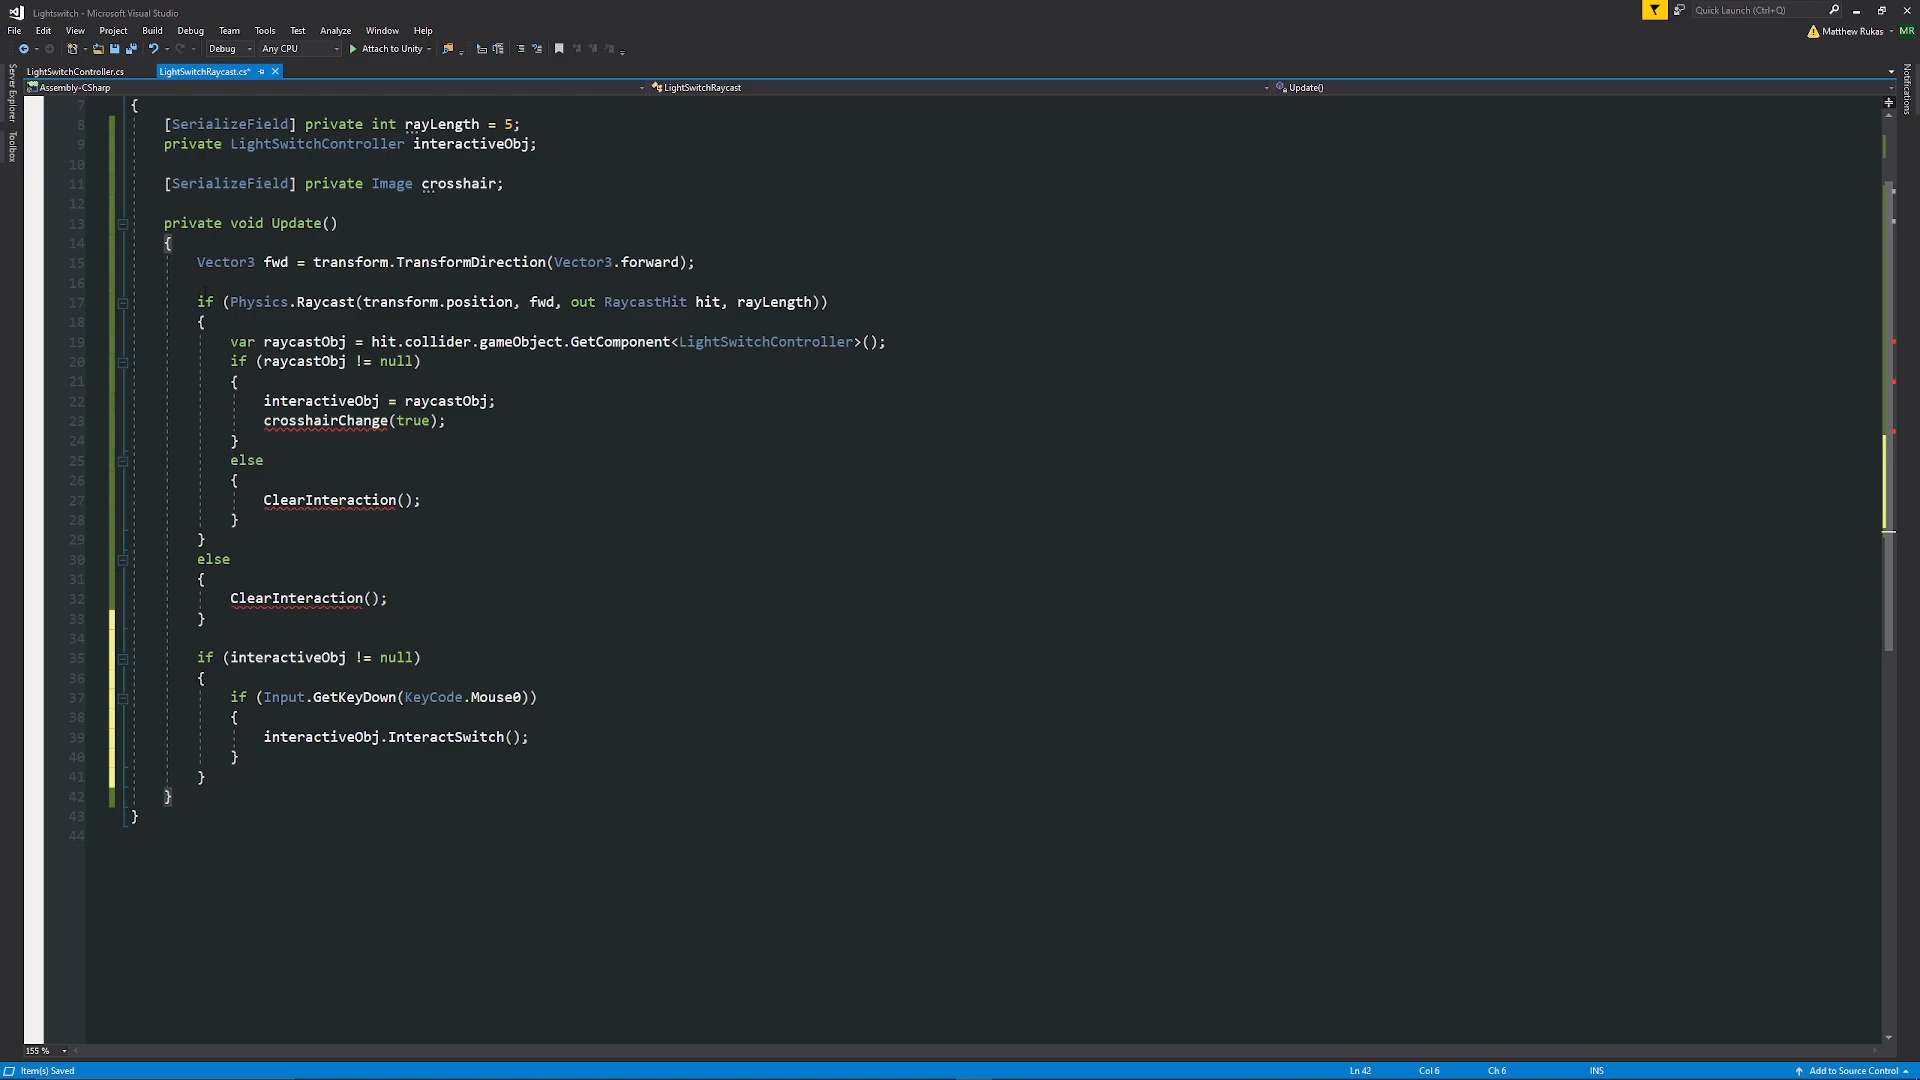 Lightswitch - Microsoft Visual Studio
Quick Launch (Ctrl+Q)
File Edit View Project Build Debug Team Tools Test Analyze Window Help
Matthew Rukas MR
Debug Any CPU Attach to Unity
LightSwitchController.cs LightSwitchRaycast.cs*
Server Explorer
Toolbox
Notifications
Assembly-CSharp LightSwitchRaycast Update()
7 {
8 [SerializeField] private int rayLength = 5;
9 private LightSwitchController interactiveObj;
10
11 [SerializeField] private Image crosshair;
12
13 private void Update()
14 {
15 Vector3 fwd = transform.TransformDirection(Vector3.forward);
16
17 if (Physics.Raycast(transform.position, fwd, out RaycastHit hit, rayLength))
18 {
19 var raycastObj = hit.collider.gameObject.GetComponent<LightSwitchController>();
20 if (raycastObj != null)
21 {
22 interactiveObj = raycastObj;
23 crosshairChange(true);
24 }
25 else
26 {
27 ClearInteraction();
28 }
29 }
30 else
31 {
32 ClearInteraction();
33 }
34
35 if (interactiveObj != null)
36 {
37 if (Input.GetKeyDown(KeyCode.Mouse0))
38 {
39 interactiveObj.InteractSwitch();
40 }
41 }
42 }
43 }
44
155 %
Item(s) Saved Ln 42 Col 6 Ch 6 INS Add to Source Control